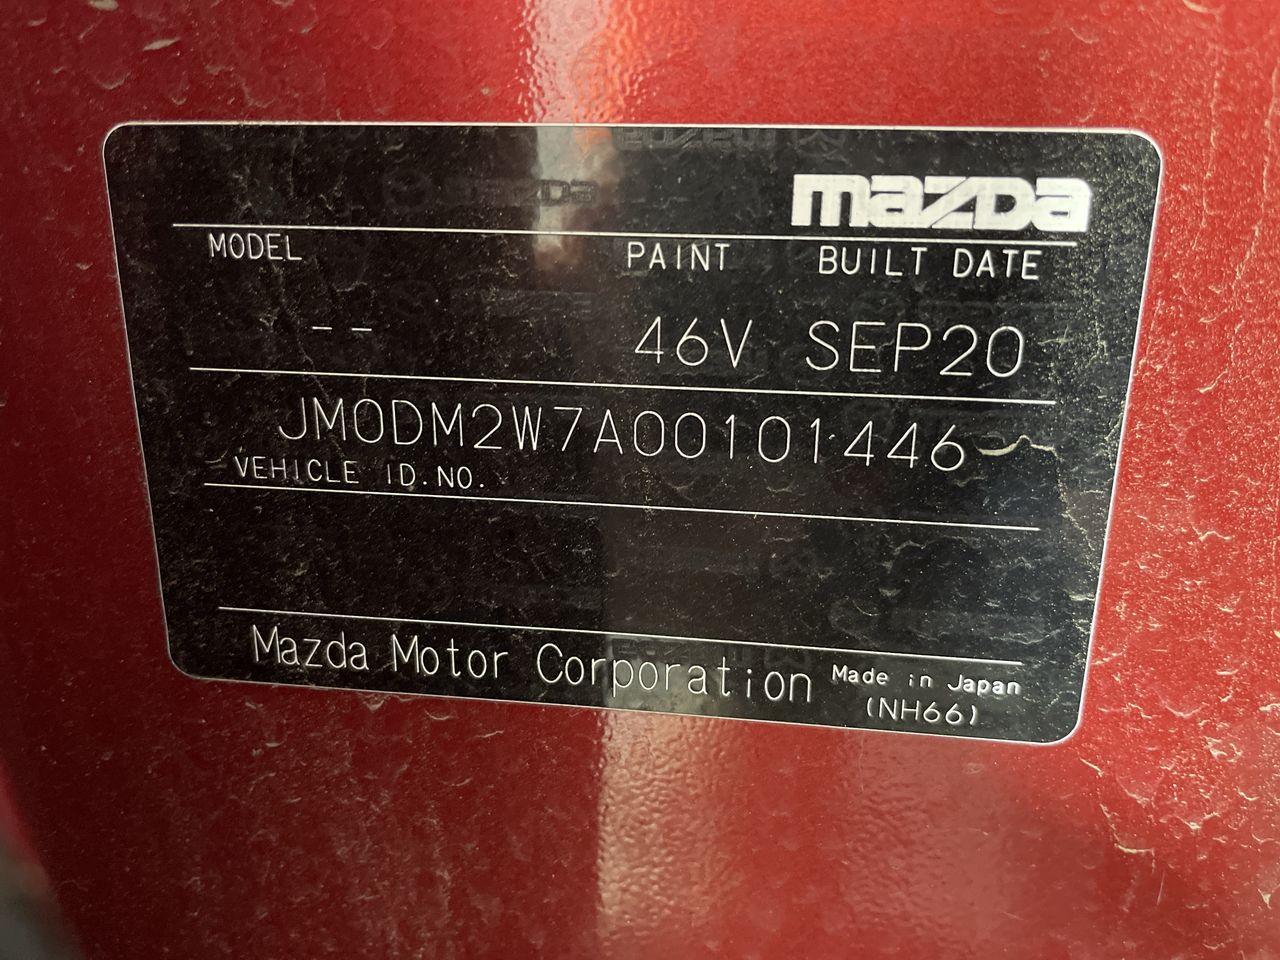 mazda
MODEL PAINT BUILT DATE
-- 46V SEP20
JM0DM2W7A00101446
VEHICLE ID.NO.
Mazda Motor Corporation Made in Japan
(NH66)